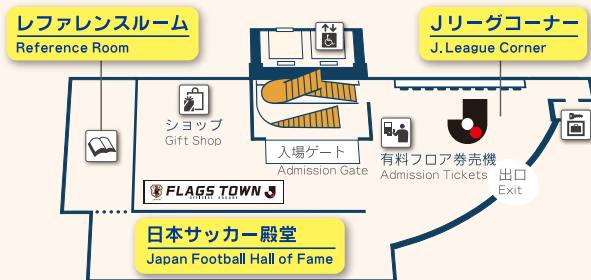 レファレンスルーム
Reference Room
Jリーグコーナー
J. League Corner
ショップ
Gift Shop
入場ゲート
Admission Gate
有料フロア券売機
Admission Tickets
出口
Exit
FLAGS TOWN
OFFICIAL SQUARE
日本サッカー殿堂
Japan Football Hall of Fame